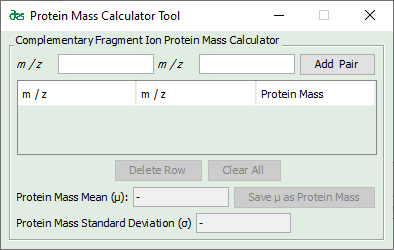 Protein Mass Calculator Tool
Complementary Fragment Ion Protein Mass Calculator
m / z m / z Add Pair
m / z m / z Protein Mass
Delete Row Clear All
Protein Mass Mean (μ): - Save μ as Protein Mass
Protein Mass Standard Deviation (σ) -